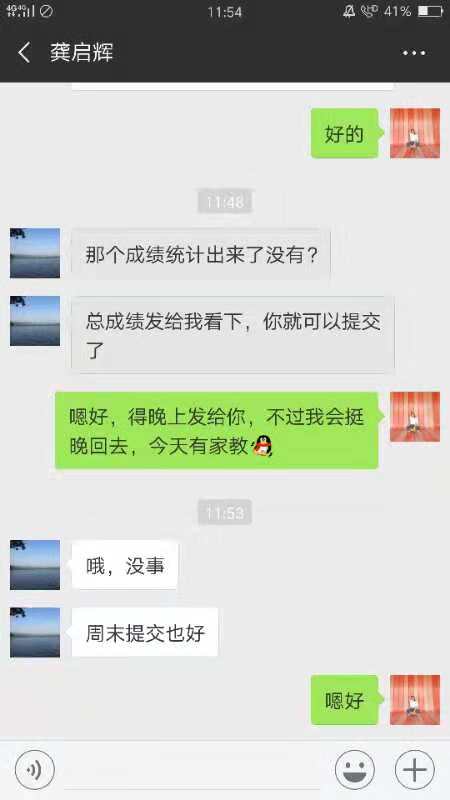 4G 4G 11:54 HD 41%
龚启辉
好的
11:48
那个成绩统计出来了没有？
总成绩发给我看下，你就可以提交
了
嗯好，得晚上发给你，不过我会挺
晚回去，今天有家教
11:53
哦，没事
周末提交也好
嗯好